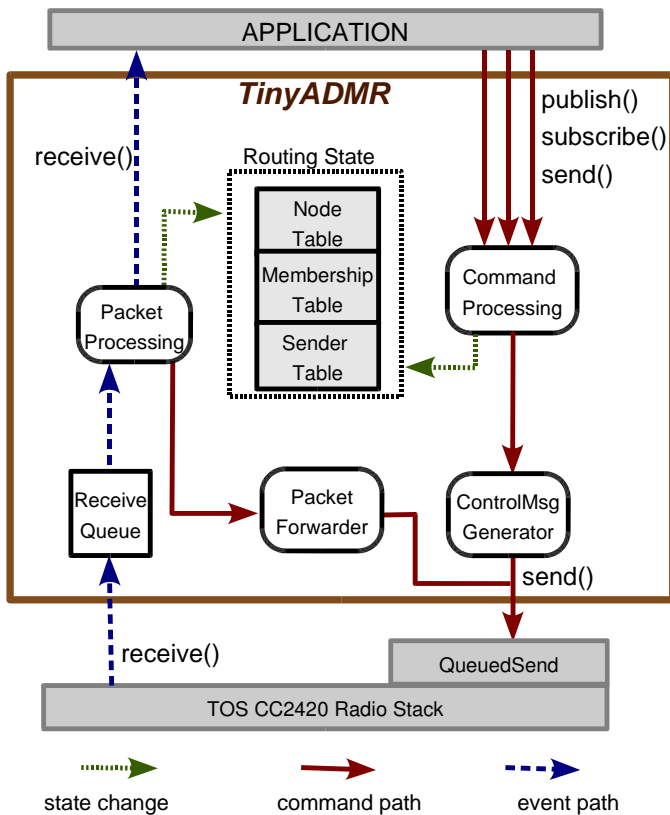 APPLICATION
TinyADMR
publish()
subscribe()
send()
receive()
Routing State
Node
Table
Membership
Table
Sender
Table
Command
Processing
Packet
Processing
Receive
Queue
Packet
Forwarder
ControlMsg
Generator
send()
receive()
QueuedSend
TOS CC2420 Radio Stack
state change
command path
event path